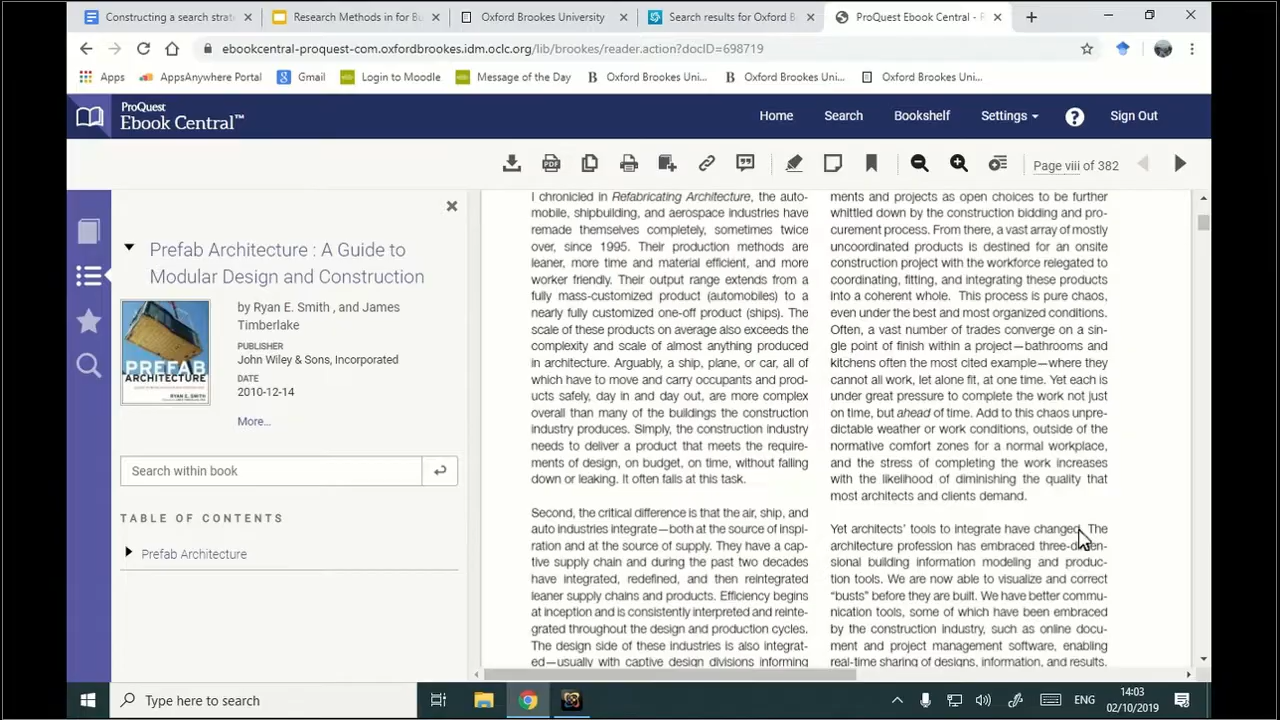 Constructing a search strat
Research Methods in for Bu
Oxford Brookes University
Search results for Oxford B
ProQuest Ebook Central - R
ebookcentral-proquest-com.oxfordbrookes.idm.oclc.org/lib/brookes/reader.action?docID=698719
Apps
AppsAnywhere Portal
Gmail
Login to Moodle
Message of the Day
Oxford Brookes Uni...
Oxford Brookes Uni...
Oxford Brookes Uni...
ProQuest
Ebook Central™
Home
Search
Bookshelf
Settings
Sign Out
Page viii of 382
Prefab Architecture : A Guide to
Modular Design and Construction
by Ryan E. Smith , and James
Timberlake
PUBLISHER
John Wiley & Sons, Incorporated
DATE
2010-12-14
More...
PREFAB
ARCHITECTURE
RYAN E. SMITH
Search within book
TABLE OF CONTENTS
Prefab Architecture
I chronicled in Refabricating Architecture, the auto-
mobile, shipbuilding, and aerospace industries have
remade themselves completely, sometimes twice
over, since 1995. Their production methods are
leaner, more time and material efficient, and more
worker friendly. Their output range extends from a
fully mass-customized product (automobiles) to a
nearly fully customized one-off product (ships). The
scale of these products on average also exceeds the
complexity and scale of almost anything produced
in architecture. Arguably, a ship, plane, or car, all of
which have to move and carry occupants and prod-
ucts safely, day in and day out, are more complex
overall than many of the buildings the construction
industry produces. Simply, the construction industry
needs to deliver a product that meets the require-
ments of design, on budget, on time, without falling
down or leaking. It often fails at this task.
Second, the critical difference is that the air, ship, and
auto industries integrate—both at the source of inspi-
ration and at the source of supply. They have a cap-
tive supply chain and during the past two decades
have integrated, redefined, and then reintegrated
leaner supply chains and products. Efficiency begins
at inception and is consistently interpreted and reinte-
grated throughout the design and production cycles.
The design side of these industries is also integrat-
ed—usually with captive design divisions informing
ments and projects as open choices to be further
whittled down by the construction bidding and pro-
curement process. From there, a vast array of mostly
uncoordinated products is destined for an onsite
construction project with the workforce relegated to
coordinating, fitting, and integrating these products
into a coherent whole. This process is pure chaos,
even under the best and most organized conditions.
Often, a vast number of trades converge on a sin-
gle point of finish within a project—bathrooms and
kitchens often the most cited example—where they
cannot all work, let alone fit, at one time. Yet each is
under great pressure to complete the work not just
on time, but ahead of time. Add to this chaos unpre-
dictable weather or work conditions, outside of the
normative comfort zones for a normal workplace,
and the stress of completing the work increases
with the likelihood of diminishing the quality that
most architects and clients demand.
Yet architects' tools to integrate have changed. The
architecture profession has embraced three-dimen-
sional building information modeling and produc-
tion tools. We are now able to visualize and correct
“busts” before they are built. We have better commu-
nication tools, some of which have been embraced
by the construction industry, such as online docu-
ment and project management software, enabling
real-time sharing of designs, information, and results.
Type here to search
ENG
14:03
02/10/2019